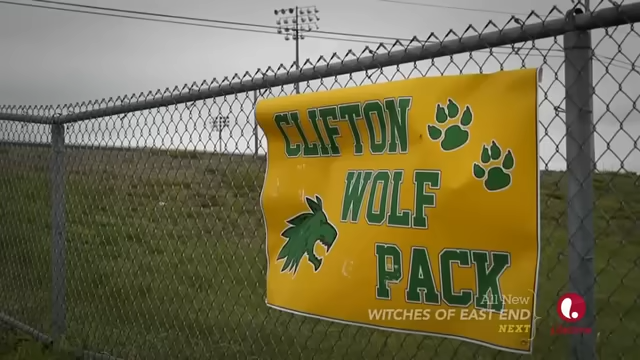 CLIFTON
WOLF
PACK
All New
WITCHES OF EAST END
NEXT